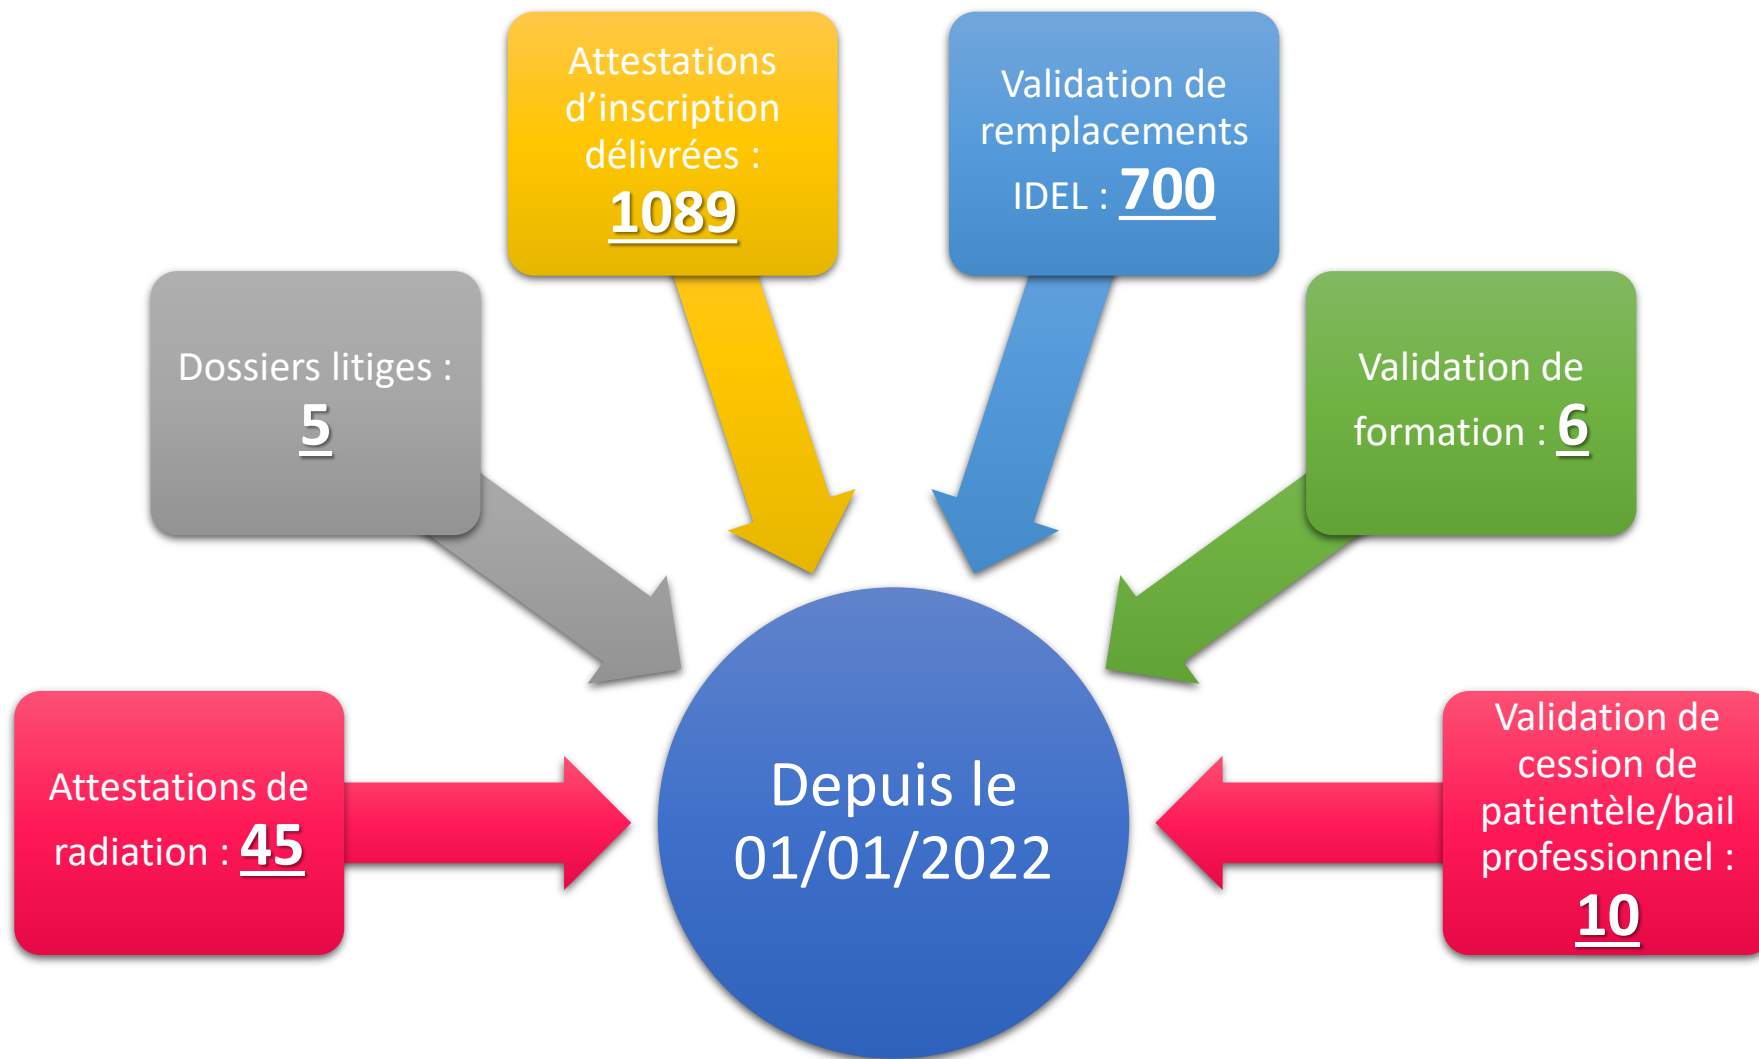 Attestations
d’inscription
délivrées :
1089
Validation de
remplacements
IDEL : 700
Dossiers litiges :
5
Validation de
formation : 6
Attestations de
radiation : 45
Depuis le
01/01/2022
Validation de
cession de
patientèle/bail
professionnel :
10